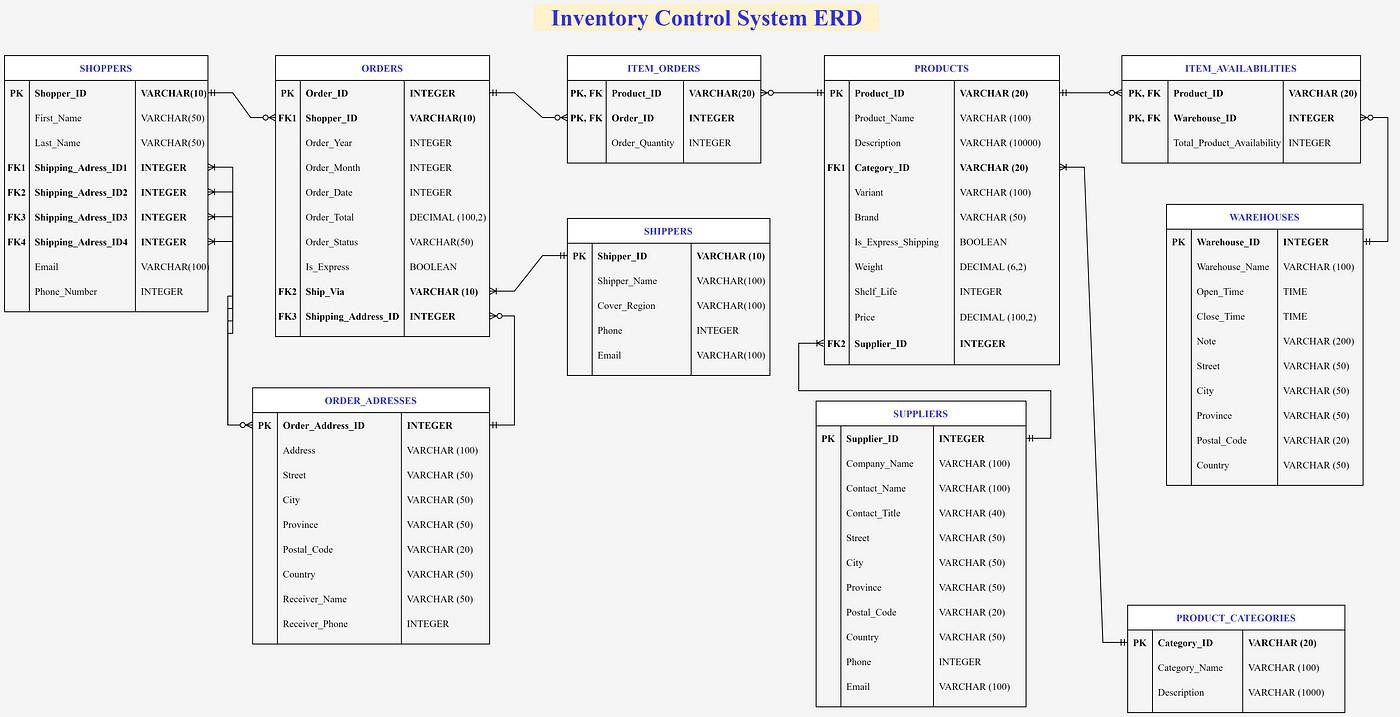 Inventory Control System ERD
SHOPPERS
PK Shopper_ID VARCHAR(10)
First_Name VARCHAR(50)
Last_Name VARCHAR(50)
FK1 Shipping_Adress_ID1 INTEGER
FK2 Shipping_Adress_ID2 INTEGER
FK3 Shipping_Adress_ID3 INTEGER
FK4 Shipping_Adress_ID4 INTEGER
Email VARCHAR(100)
Phone_Number INTEGER
ORDERS
PK Order_ID INTEGER
FK1 Shopper_ID VARCHAR(10)
Order_Year INTEGER
Order_Month INTEGER
Order_Date INTEGER
Order_Total DECIMAL (100,2)
Order_Status VARCHAR(50)
Is_Express BOOLEAN
FK2 Ship_Via VARCHAR (10)
FK3 Shipping_Address_ID INTEGER
ITEM_ORDERS
PK, FK Product_ID VARCHAR(20)
PK, FK Order_ID INTEGER
Order_Quantity INTEGER
PRODUCTS
PK Product_ID VARCHAR (20)
Product_Name VARCHAR (100)
Description VARCHAR (10000)
FK1 Category_ID VARCHAR (20)
Variant VARCHAR (100)
Brand VARCHAR (50)
Is_Express_Shipping BOOLEAN
Weight DECIMAL (6,2)
Shelf_Life INTEGER
Price DECIMAL (100,2)
FK2 Supplier_ID INTEGER
ITEM_AVAILABILITIES
PK, FK Product_ID VARCHAR (20)
PK, FK Warehouse_ID INTEGER
Total_Product_Availability INTEGER
SHIPPERS
PK Shipper_ID VARCHAR (10)
Shipper_Name VARCHAR(100)
Cover_Region VARCHAR(100)
Phone INTEGER
Email VARCHAR(100)
WAREHOUSES
PK Warehouse_ID INTEGER
Warehouse_Name VARCHAR (100)
Open_Time TIME
Close_Time TIME
Note VARCHAR (200)
Street VARCHAR (50)
City VARCHAR (50)
Province VARCHAR (50)
Postal_Code VARCHAR (20)
Country VARCHAR (50)
ORDER_ADRESSES
PK Order_Address_ID INTEGER
Address VARCHAR (100)
Street VARCHAR (50)
City VARCHAR (50)
Province VARCHAR (50)
Postal_Code VARCHAR (20)
Country VARCHAR (50)
Receiver_Name VARCHAR (50)
Receiver_Phone INTEGER
SUPPLIERS
PK Supplier_ID INTEGER
Company_Name VARCHAR (100)
Contact_Name VARCHAR (100)
Contact_Title VARCHAR (40)
Street VARCHAR (50)
City VARCHAR (50)
Province VARCHAR (50)
Postal_Code VARCHAR (20)
Country VARCHAR (50)
Phone INTEGER
Email VARCHAR (100)
PRODUCT_CATEGORIES
PK Category_ID VARCHAR (20)
Category_Name VARCHAR (100)
Description VARCHAR (1000)